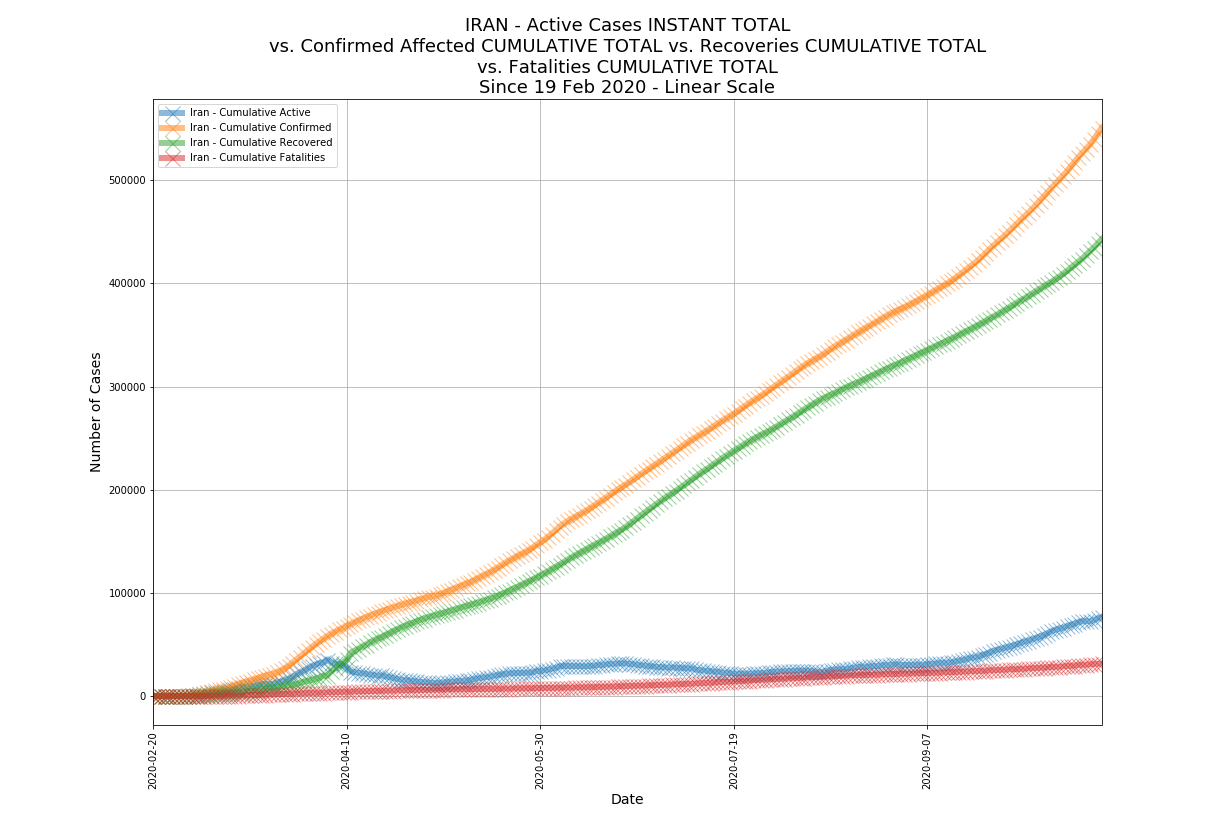 IRAN - Active Cases INSTANT TOTAL
vs. Confirmed Affected CUMULATIVE TOTAL vs. Recoveries CUMULATIVE TOTAL
vs. Fatalities CUMULATIVE TOTAL
Since 19 Feb 2020 - Linear Scale
Iran - Cumulative Active
Iran - Cumulative Confirmed
Iran - Cumulative Recovered
Iran - Cumulative Fatalities
Number of Cases
500000
400000
300000
200000
100000
0
2020-02-20
2020-04-10
2020-05-30
2020-07-19
2020-09-07
Date